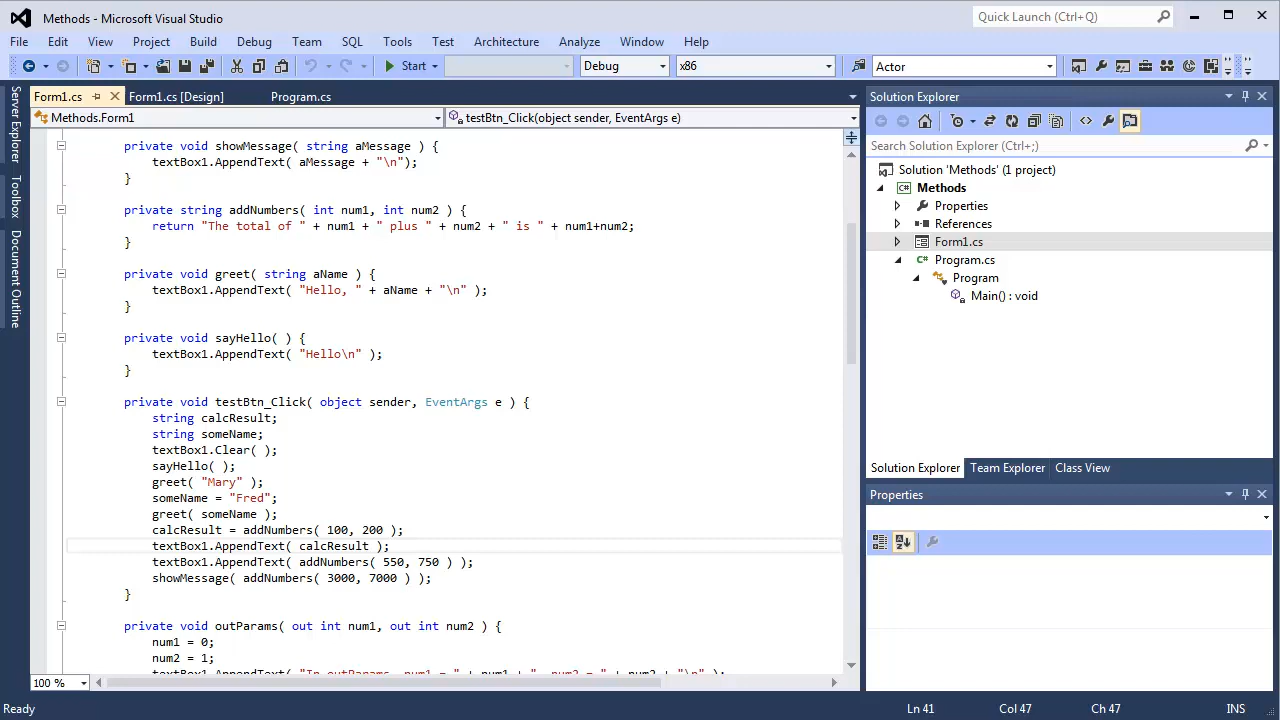 Methods - Microsoft Visual Studio
Quick Launch (Ctrl+Q)
File Edit View Project Build Debug Team SQL Tools Test Architecture Analyze Window Help
Start Debug x86 Actor
Server Explorer
Toolbox
Document Outline
Form1.cs Form1.cs [Design] Program.cs
Methods.Form1 testBtn_Click(object sender, EventArgs e)
private void showMessage( string aMessage ) {
textBox1.AppendText( aMessage + "\n");
}
private string addNumbers( int num1, int num2 ) {
return "The total of " + num1 + " plus " + num2 + " is " + num1+num2;
}
private void greet( string aName ) {
textBox1.AppendText( "Hello, " + aName + "\n" );
}
private void sayHello( ) {
textBox1.AppendText( "Hello\n" );
}
private void testBtn_Click( object sender, EventArgs e ) {
string calcResult;
string someName;
textBox1.Clear( );
sayHello( );
greet( "Mary" );
someName = "Fred";
greet( someName );
calcResult = addNumbers( 100, 200 );
textBox1.AppendText( calcResult );
textBox1.AppendText( addNumbers( 550, 750 ) );
showMessage( addNumbers( 3000, 7000 ) );
}
private void outParams( out int num1, out int num2 ) {
num1 = 0;
num2 = 1;
textBox1.AppendText( "In outParams, num1 = " + num1 + ", num2 = " + num2 + "\n" );
100 %
Solution Explorer
Search Solution Explorer (Ctrl+;)
Solution 'Methods' (1 project)
Methods
Properties
References
Form1.cs
Program.cs
Program
Main() : void
Solution Explorer Team Explorer Class View
Properties
Ready Ln 41 Col 47 Ch 47 INS